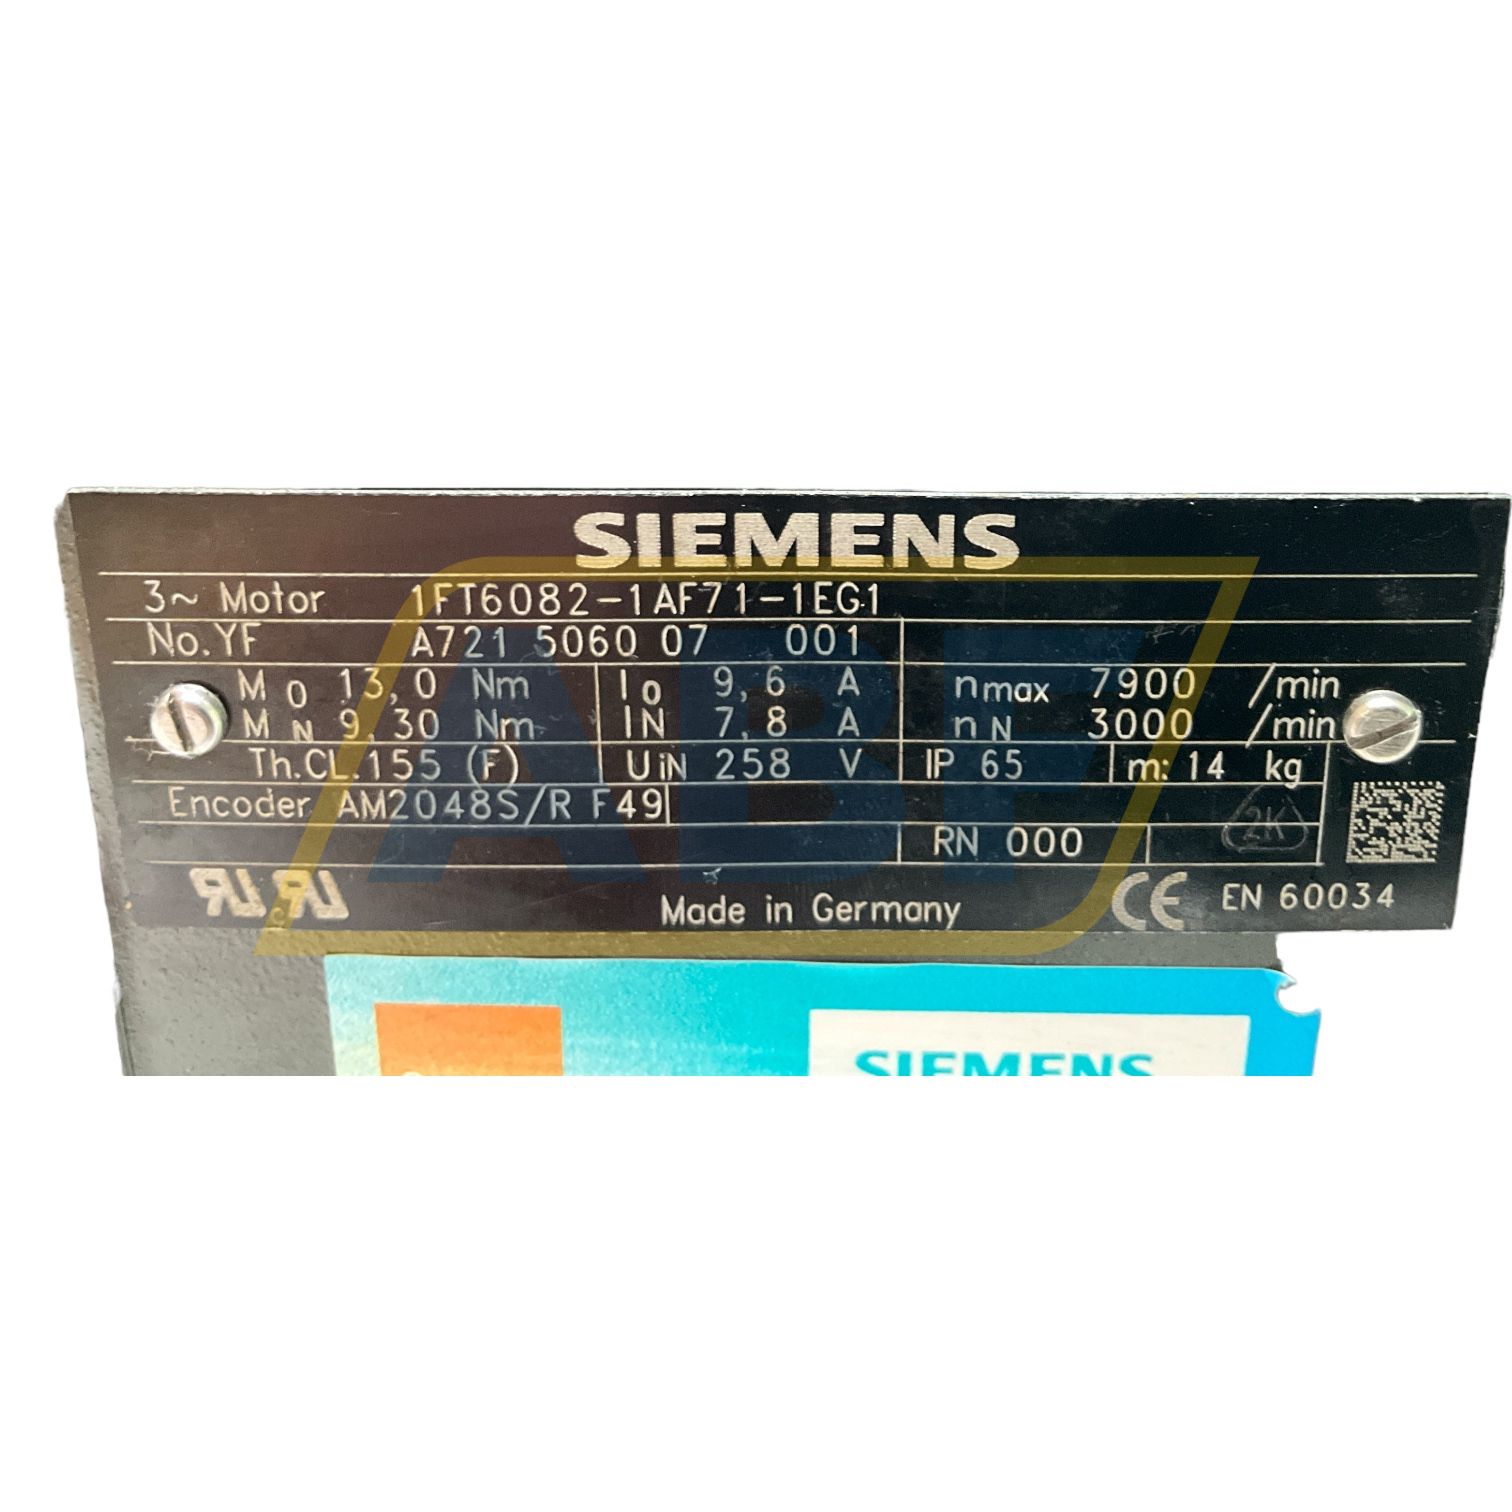 SIEMENS
3~ Motor 1FT6082-1AF71-1EG1
No.YF A721 5060 07 001
M0 13,0 Nm I0 9,6 A nmax 7900 /min
MN 9,30 Nm IN 7,8 A nN 3000 /min
Th.CL.155 (F) UiN 258 V IP 65 m: 14 kg
Encoder AM2048S/R F49
RN 000 2K
Made in Germany CE EN 60034
ABF
SIEMENS